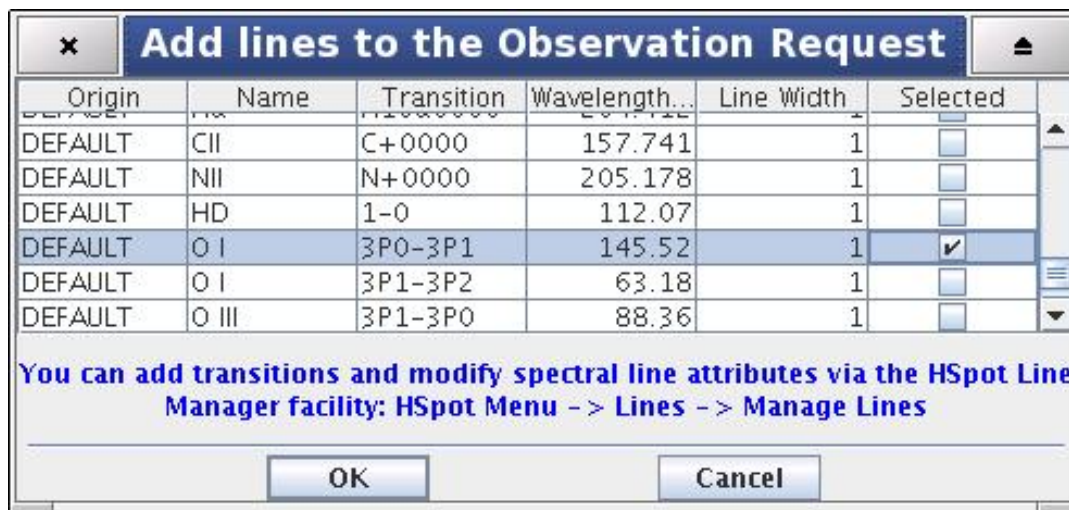 Add lines to the Observation Request
Origin Name Transition Wavelength... Line Width Selected
DEFAULT CII C+0000 157.741 1
DEFAULT NII N+0000 205.178 1
DEFAULT HD 1-0 112.07 1
DEFAULT O I 3P0-3P1 145.52 1
DEFAULT O I 3P1-3P2 63.18 1
DEFAULT O III 3P1-3P0 88.36 1
You can add transitions and modify spectral line attributes via the HSpot Line
Manager facility: HSpot Menu -> Lines -> Manage Lines
OK Cancel